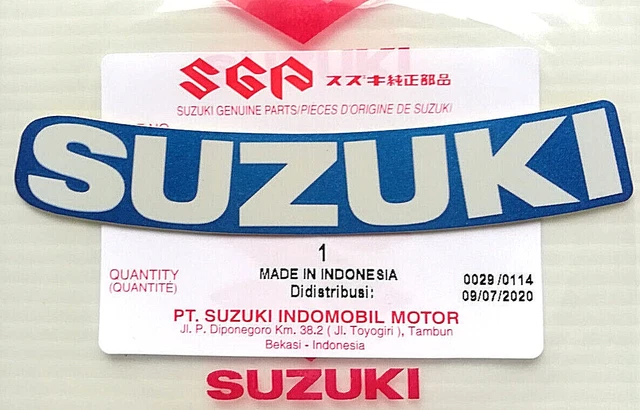 SGP スズキ純正部品
SUZUKI GENUINE PARTS/PIÈCES D'ORIGINE DE SUZUKI
SUZUKI
1
QUANTITY
(QUANTITÉ)
MADE IN INDONESIA
Didistribusi:
0029 /0114
09/07/2020
PT. SUZUKI INDOMOBIL MOTOR
Jl. P. Diponegoro Km. 38.2 ( Jl. Toyogiri ), Tambun
Bekasi - Indonesia
SUZUKI